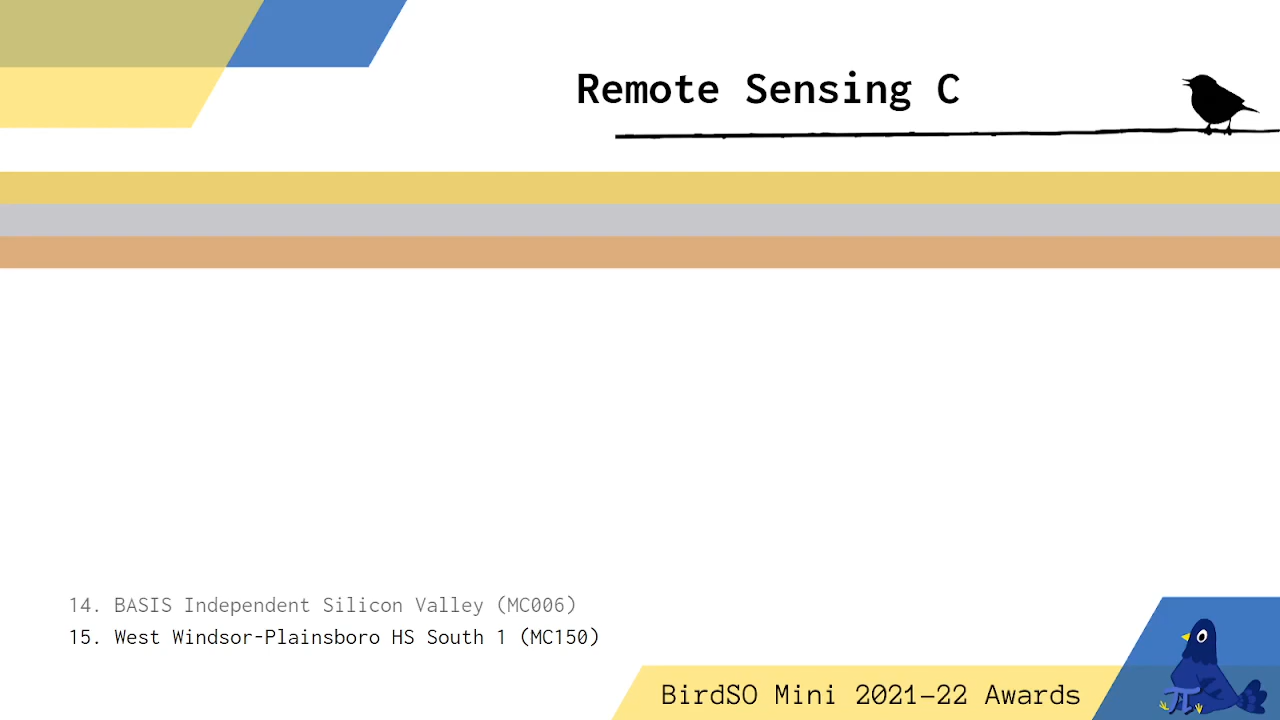 Remote Sensing C
14. BASIS Independent Silicon Valley (MC006)
15. West Windsor-Plainsboro HS South 1 (MC150)
BirdSO Mini 2021–22 Awards